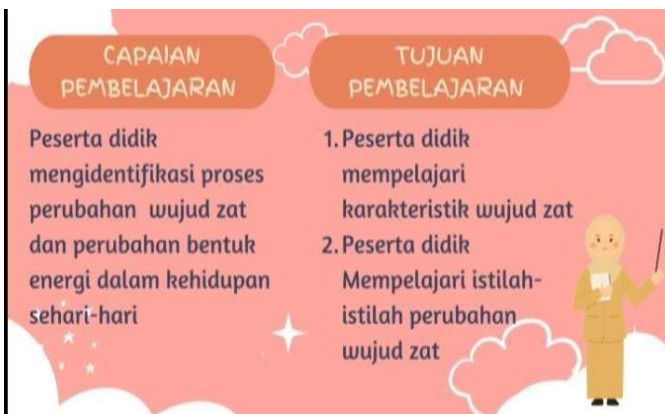 CAPAIAN
PEMBELAJARAN
Peserta didik
mengidentifikasi proses
perubahan wujud zat
dan perubahan bentuk
energi dalam kehidupan
sehari-hari
TUJUAN
PEMBELAJARAN
1. Peserta didik
mempelajari
karakteristik wujud zat
2. Peserta didik
Mempelajari istilah-
istilah perubahan
wujud zat